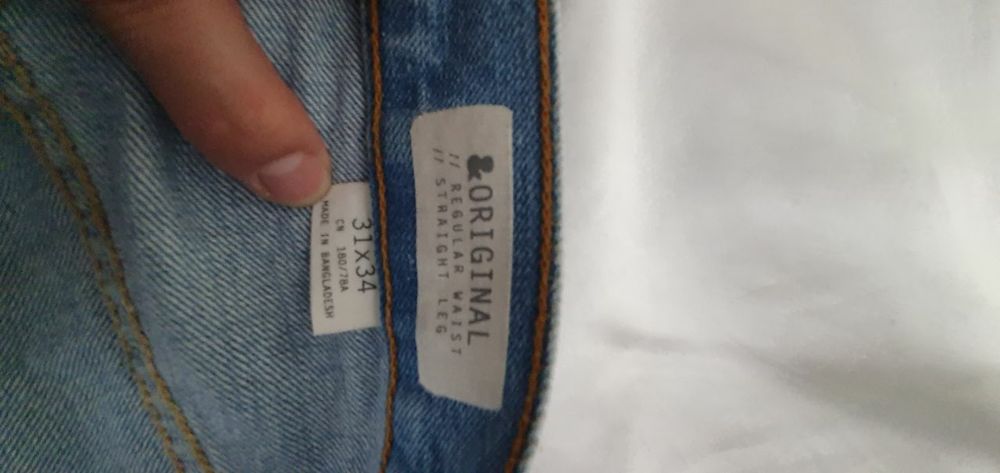 &ORIGINAL
// REGULAR WAIST
// STRAIGHT LEG
31X34
CN 180/78A
MADE IN BANGLADESH